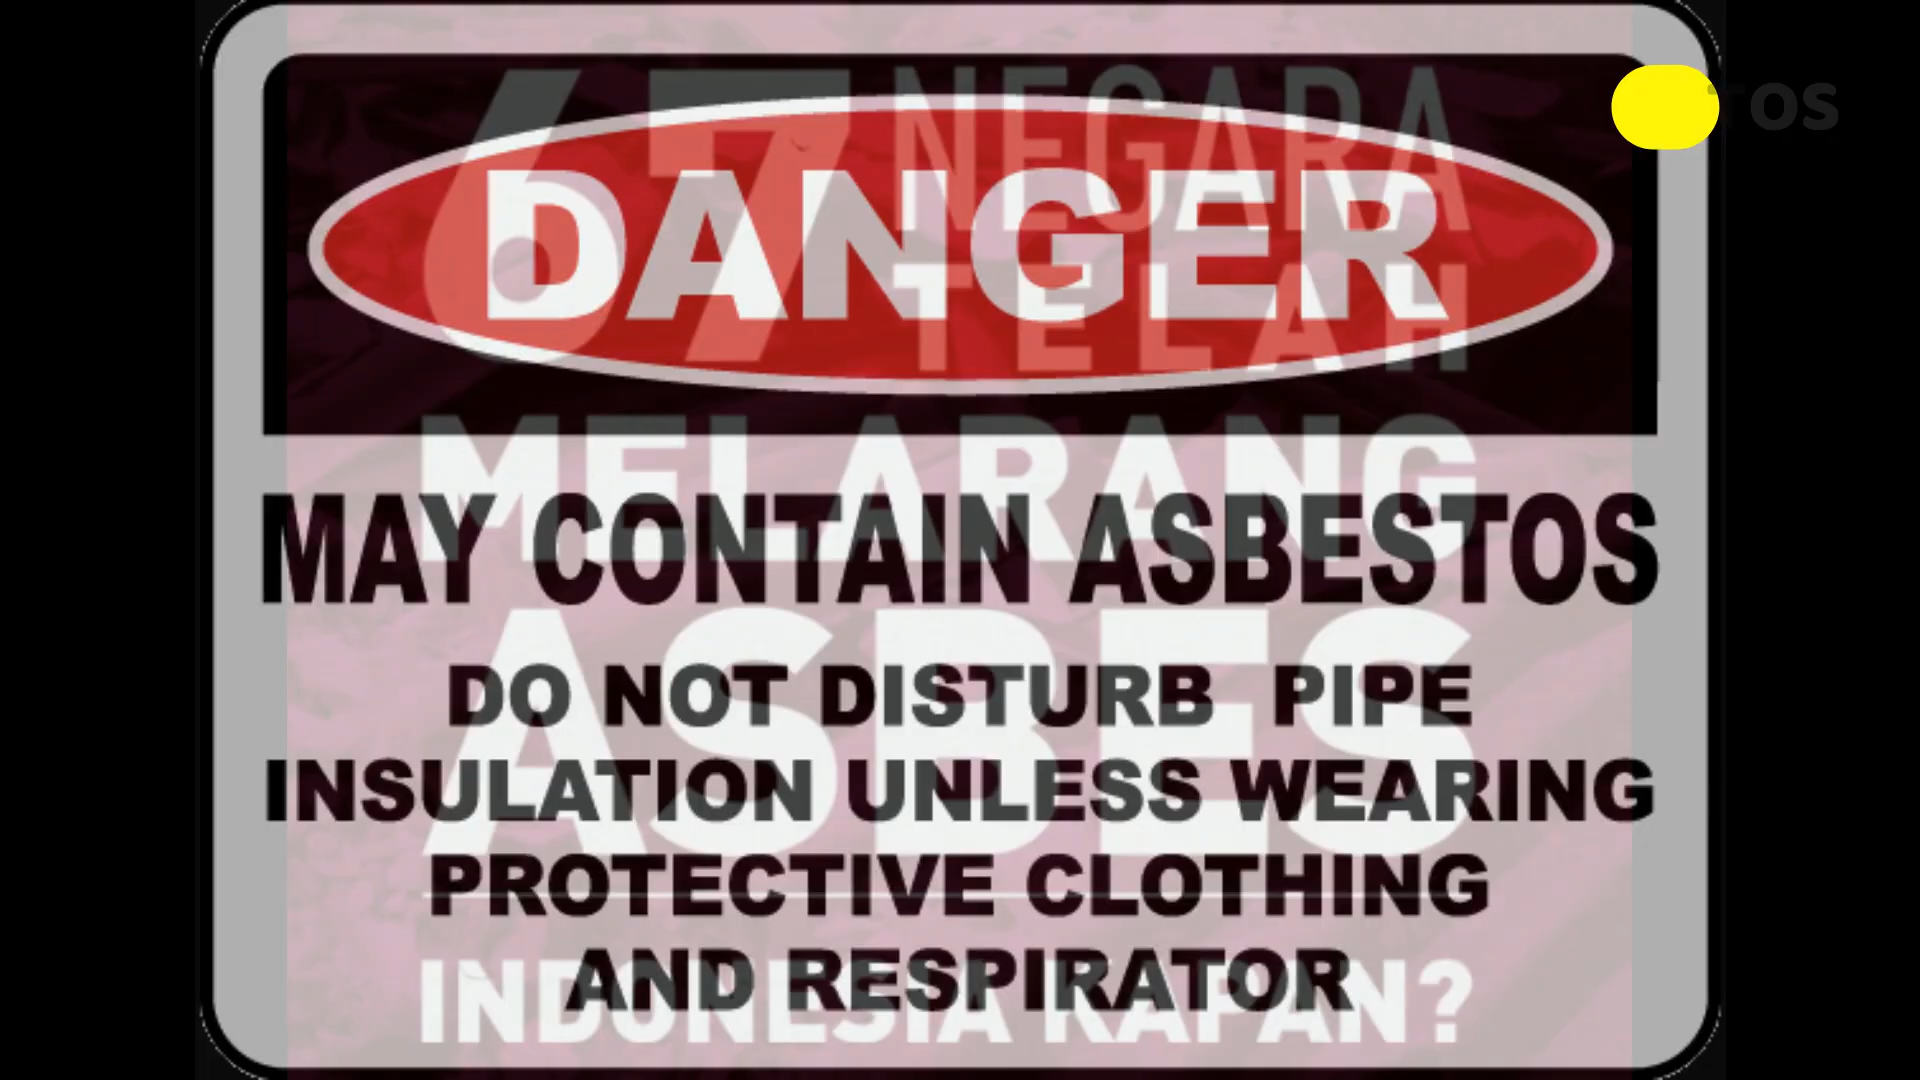 DANGER
MAY CONTAIN ASBESTOS
DO NOT DISTURB PIPE
INSULATION UNLESS WEARING
PROTECTIVE CLOTHING
AND RESPIRATOR
67 NEGARA
TELAH
MELARANG
ASBES
INDONESIA KAPAN?